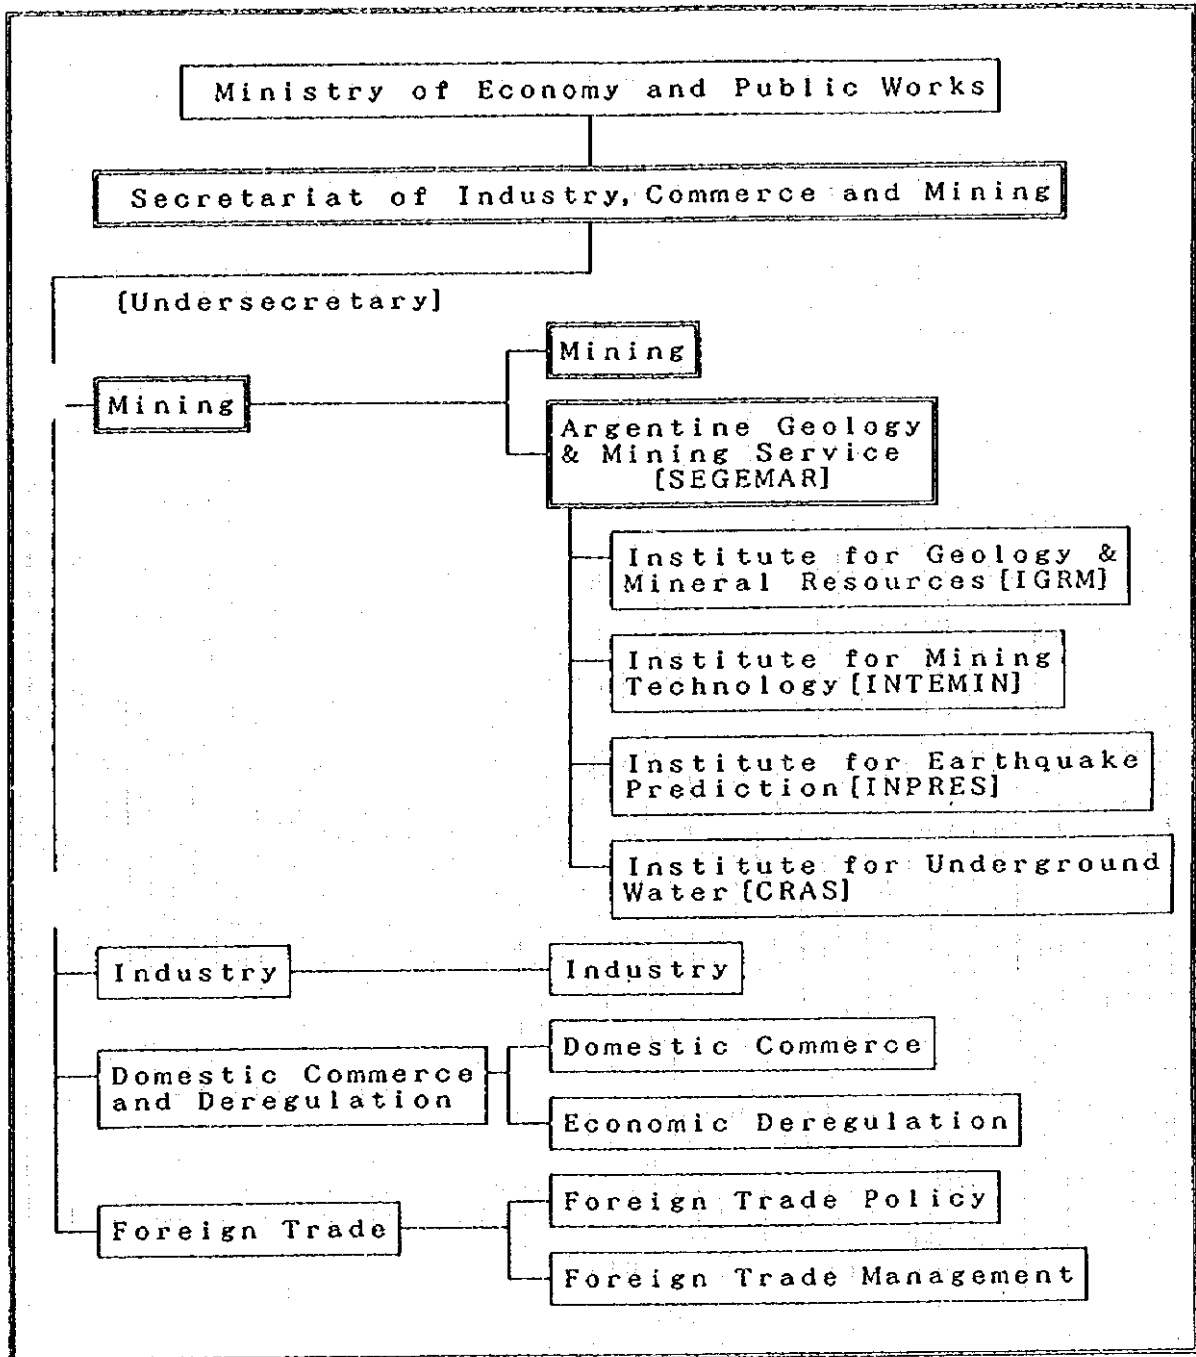 Ministry of Economy and Public Works
Secretariat of Industry, Commerce and Mining
[Undersecretary]
Mining
Mining
Argentine Geology
& Mining Service
[SEGEMAR]
Institute for Geology &
Mineral Resources [IGRM]
Institute for Mining
Technology [INTEMIN]
Institute for Earthquake
Prediction [INPRES]
Institute for Underground
Water [CRAS]
Industry
Industry
Domestic Commerce
and Deregulation
Domestic Commerce
Economic Deregulation
Foreign Trade
Foreign Trade Policy
Foreign Trade Management